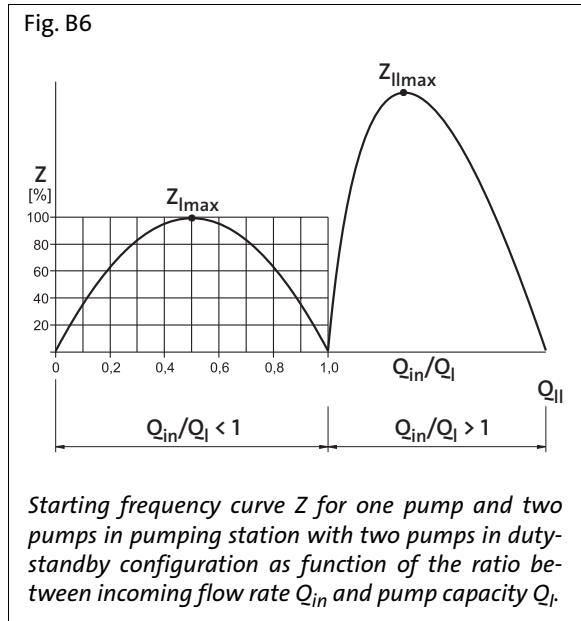 Fig. B6
Z_IImax
Z
[%]
Z_Imax
100
80
60
40
20
0 0,2 0,4 0,6 0,8 1,0 Q_in/Q_I
Q_II
Q_in/Q_I < 1 Q_in/Q_I > 1
Starting frequency curve Z for one pump and two
pumps in pumping station with two pumps in duty-
standby configuration as function of the ratio be-
tween incoming flow rate Q_in and pump capacity Q_I.